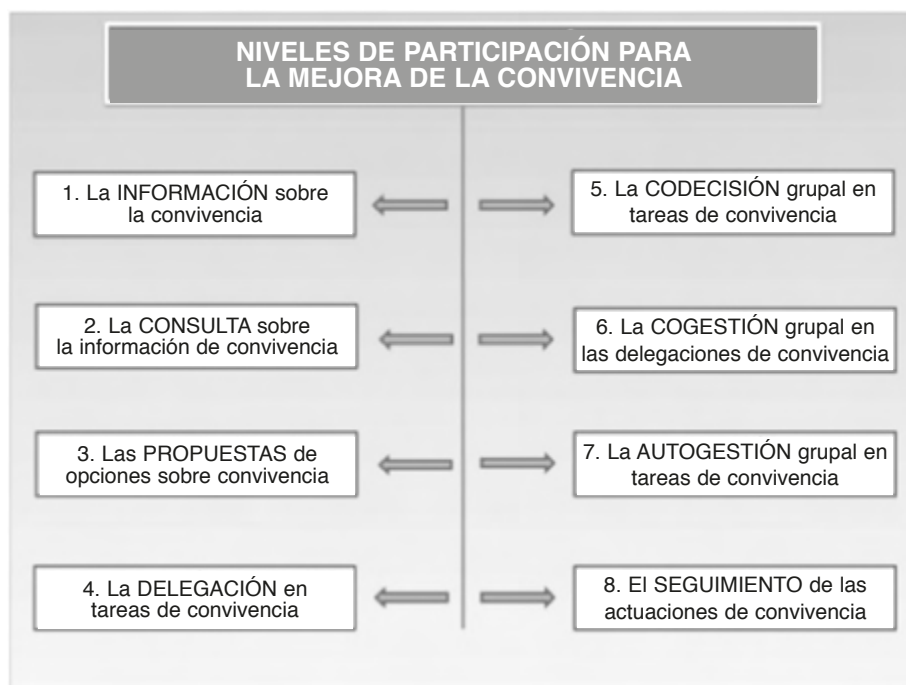 NIVELES DE PARTICIPACIÓN PARA
LA MEJORA DE LA CONVIVENCIA
1. La INFORMACIÓN sobre
la convivencia
2. La CONSULTA sobre
la información de convivencia
3. Las PROPUESTAS de
opciones sobre convivencia
4. La DELEGACIÓN en
tareas de convivencia
5. La CODECISIÓN grupal en
tareas de convivencia
6. La COGESTIÓN grupal en
las delegaciones de convivencia
7. La AUTOGESTIÓN grupal en
tareas de convivencia
8. El SEGUIMIENTO de las
actuaciones de convivencia